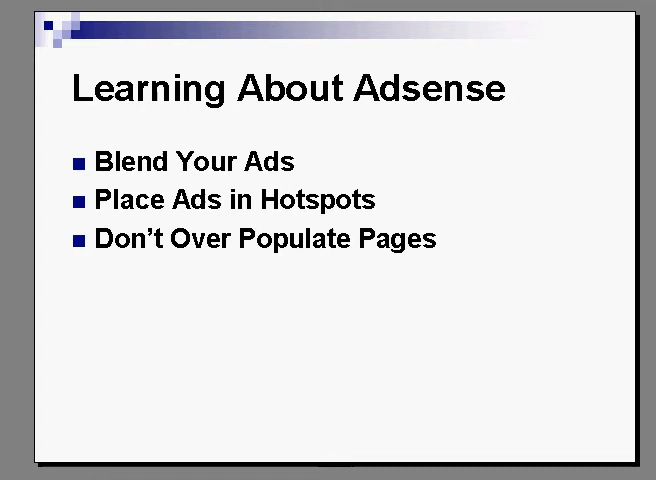 Learning About Adsense
Blend Your Ads
Place Ads in Hotspots
Don’t Over Populate Pages